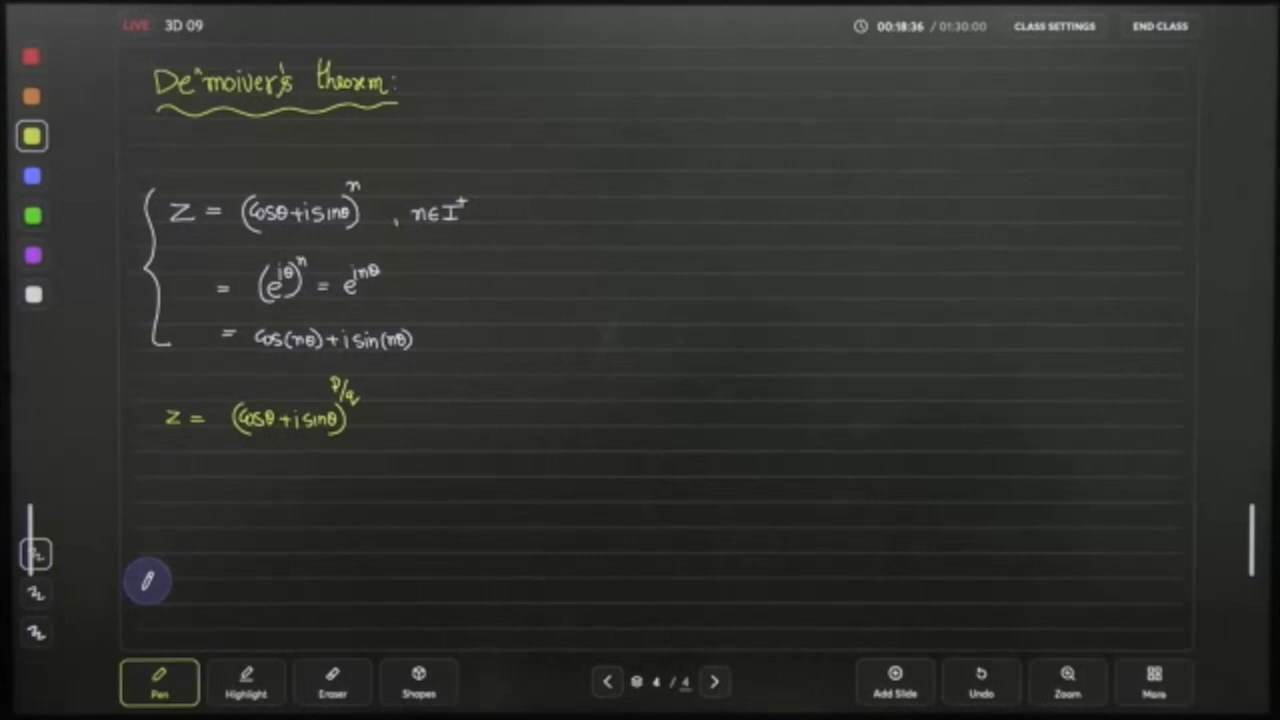 LIVE 3D 09 00:18:36 / 01:30:00 CLASS SETTINGS END CLASS
De'moiver's theorem:
Z = (cosθ+i sinθ)^n , n∈I^+
= (e^{iθ})^n = e^{inθ}
= cos(nθ)+i sin(nθ)
z = (cosθ+i sinθ)^{p/q}
Pen Highlight Eraser Shapes 4 / 4 Add Slide Undo Zoom More